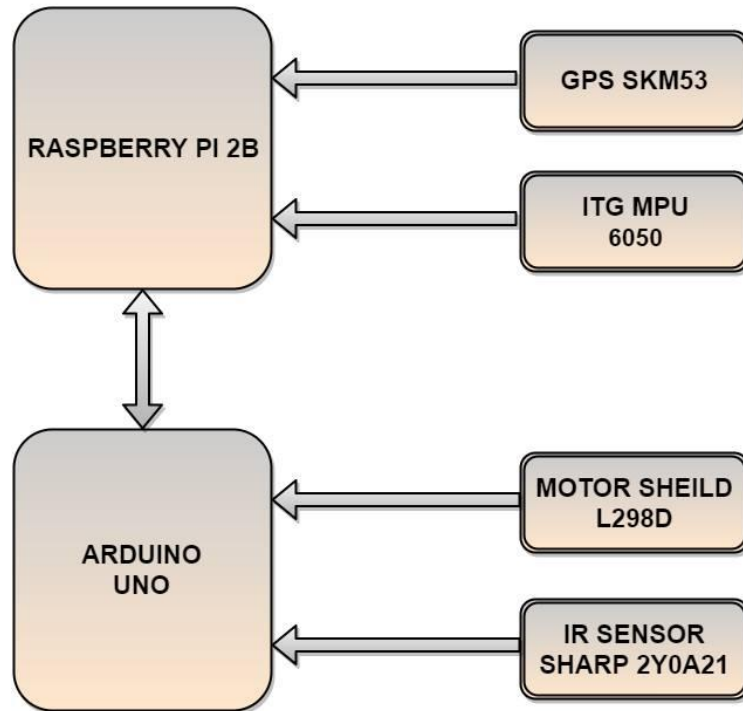 RASPBERRY PI 2B
GPS SKM53
ITG MPU
6050
ARDUINO
UNO
MOTOR SHEILD
L298D
IR SENSOR
SHARP 2Y0A21